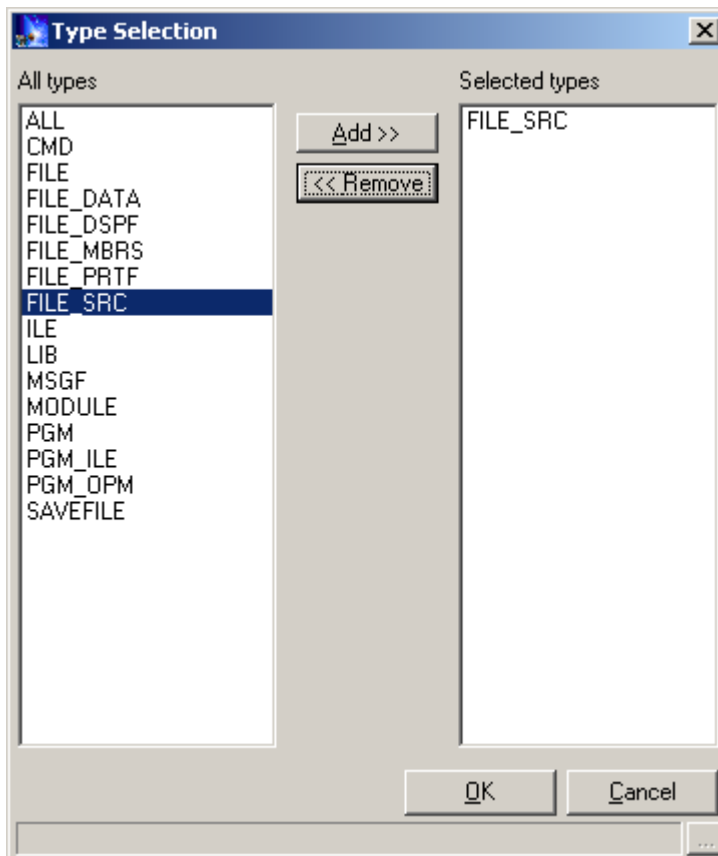 Type Selection
All types
Selected types
ALL
CMD
FILE
FILE_DATA
FILE_DSPF
FILE_MBRS
FILE_PRTF
FILE_SRC
ILE
LIB
MSGF
MODULE
PGM
PGM_ILE
PGM_OPM
SAVEFILE
Add >>
<< Remove
FILE_SRC
OK
Cancel
...